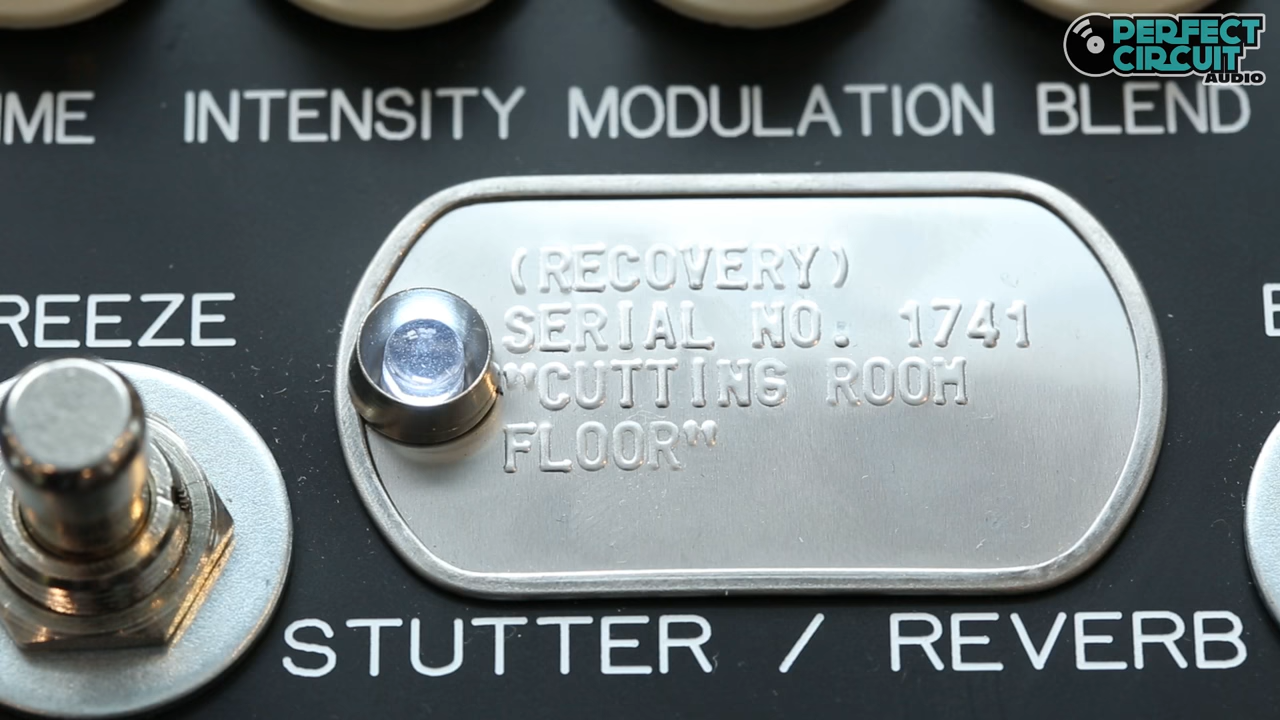 PERFECT
CIRCUIT
AUDIO
INTENSITY MODULATION BLEND
(RECOVERY)
SERIAL NO. 1741
"CUTTING ROOM
FLOOR"
STUTTER / REVERB